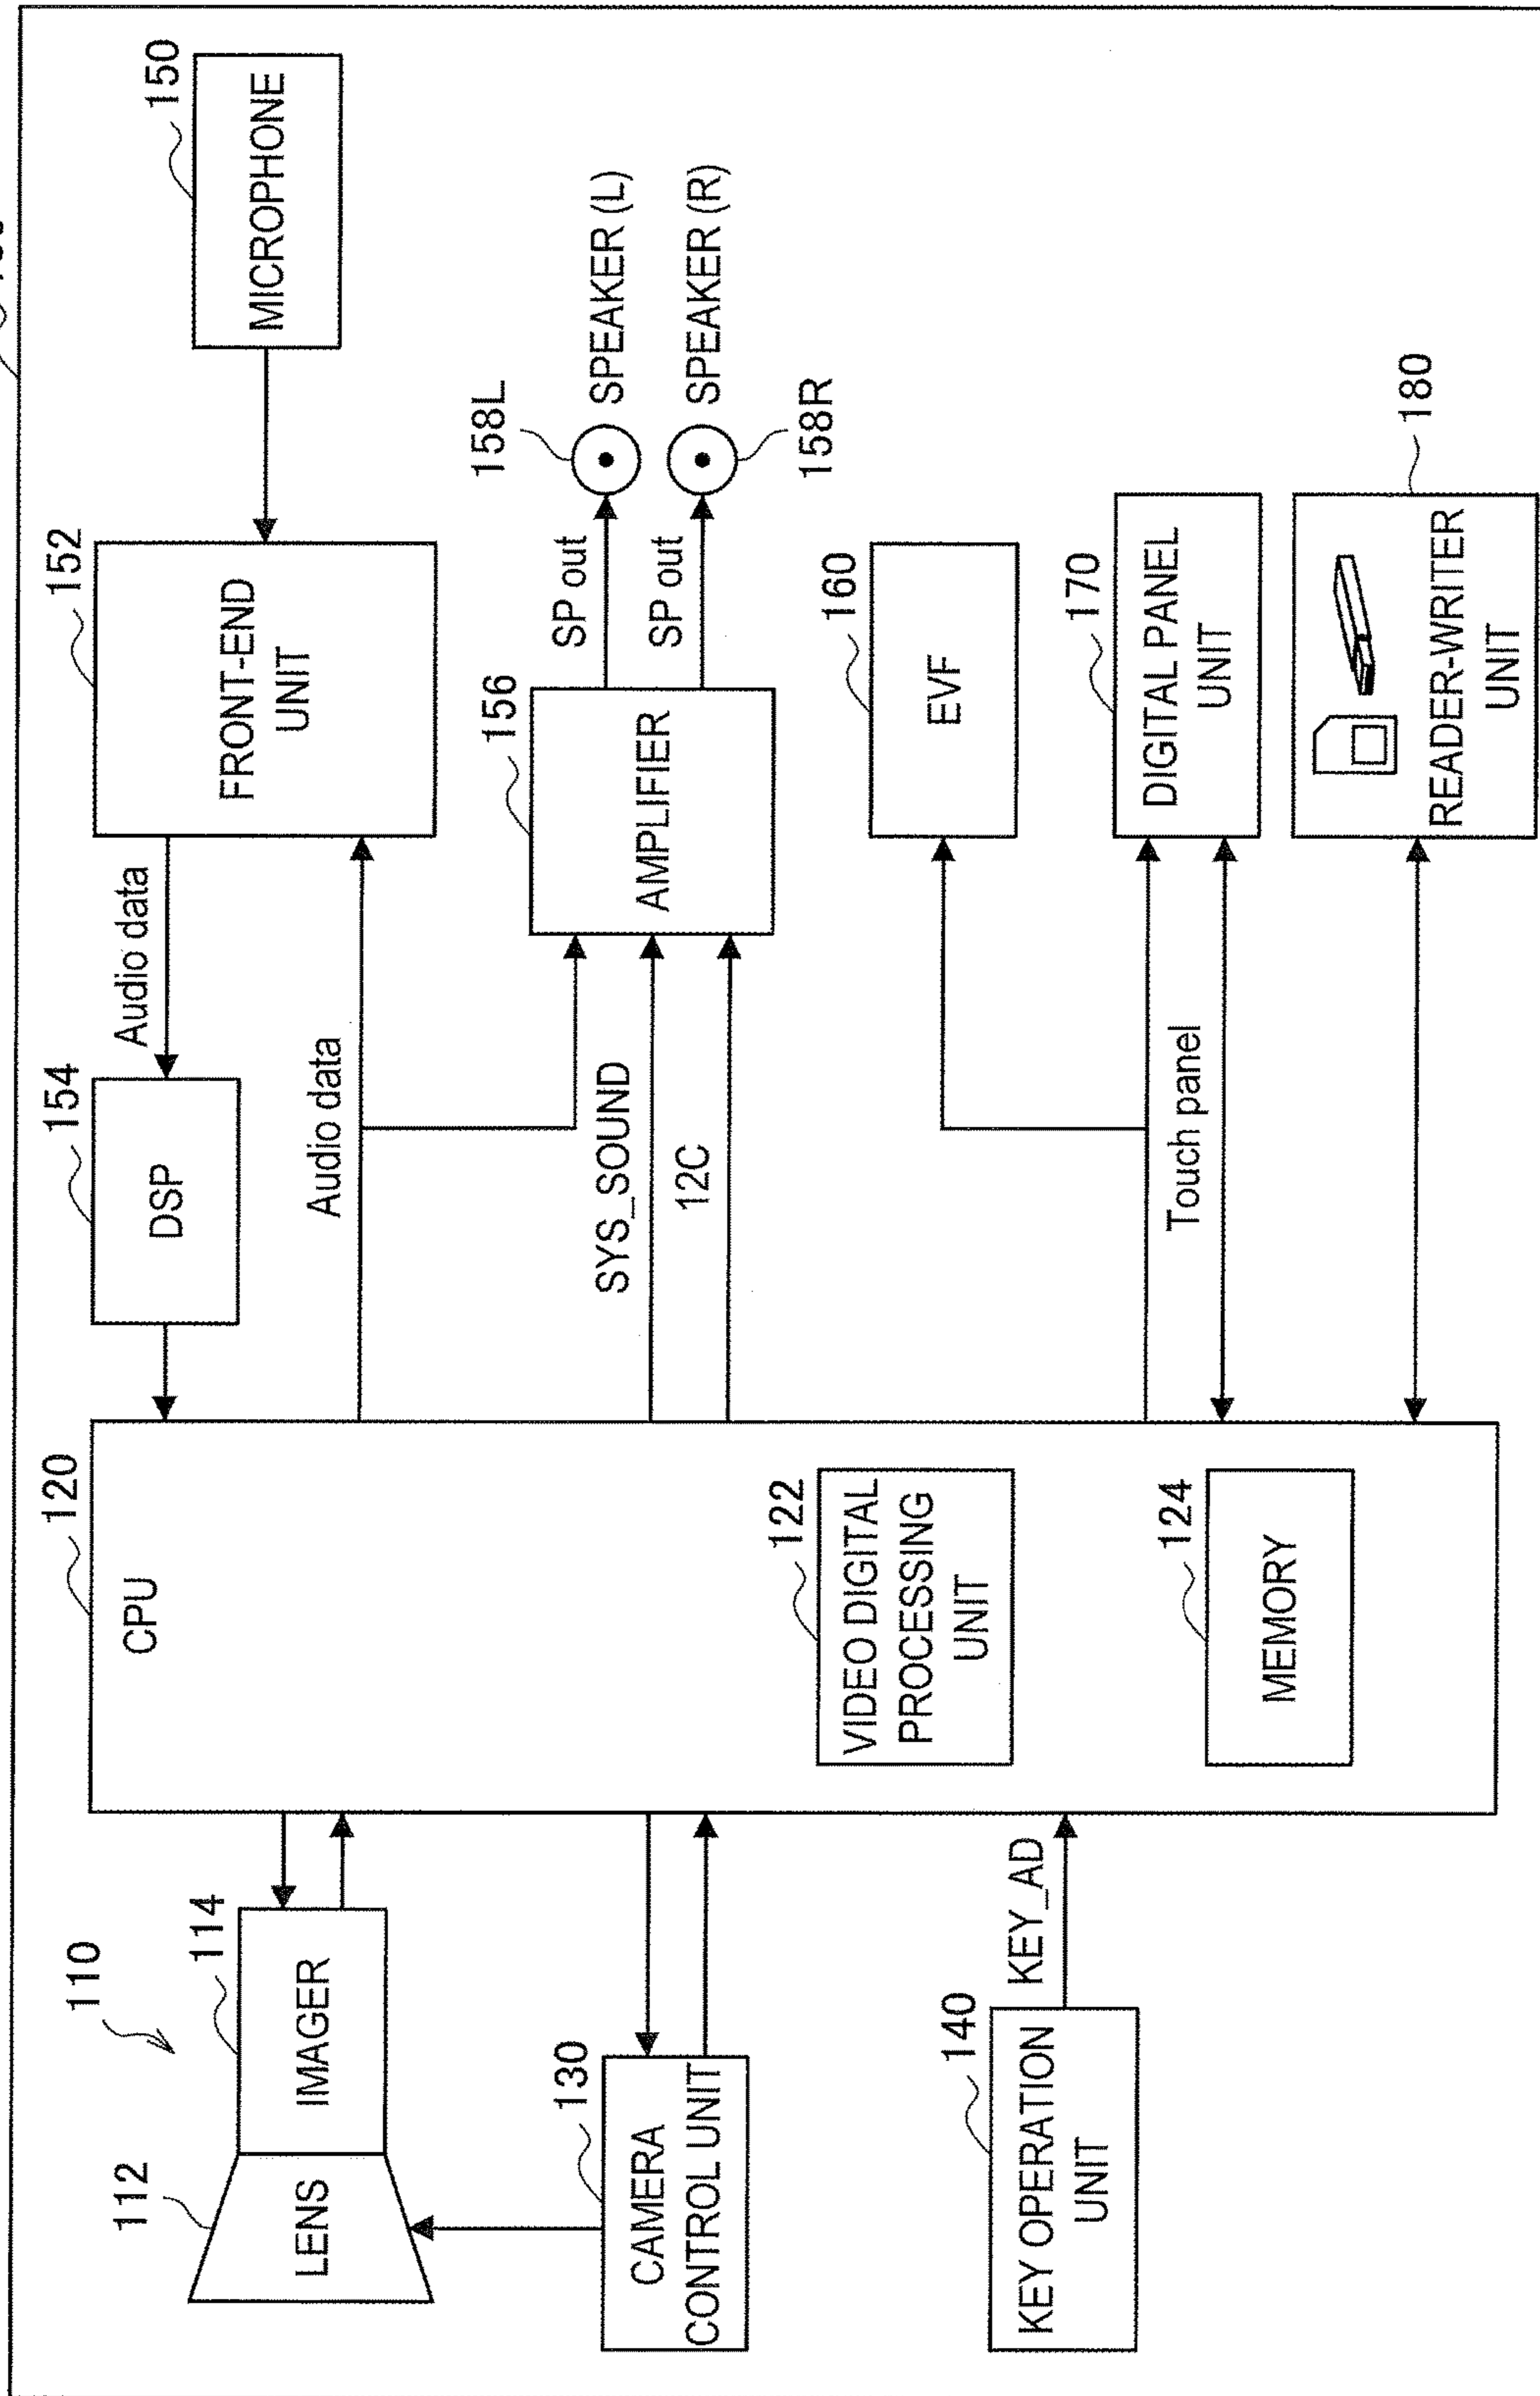 110
112
LENS
114
IMAGER
130
CAMERA
CONTROL UNIT
140
KEY OPERATION
UNIT
KEY_AD
120
CPU
122
VIDEO DIGITAL
PROCESSING
UNIT
124
MEMORY
154
DSP
Audio data
152
FRONT-END
UNIT
150
MICROPHONE
Audio data
SYS_SOUND
12C
156
AMPLIFIER
SP out
SP out
158L
SPEAKER (L)
SPEAKER (R)
158R
160
EVF
170
DIGITAL PANEL
UNIT
Touch panel
180
READER-WRITER
UNIT